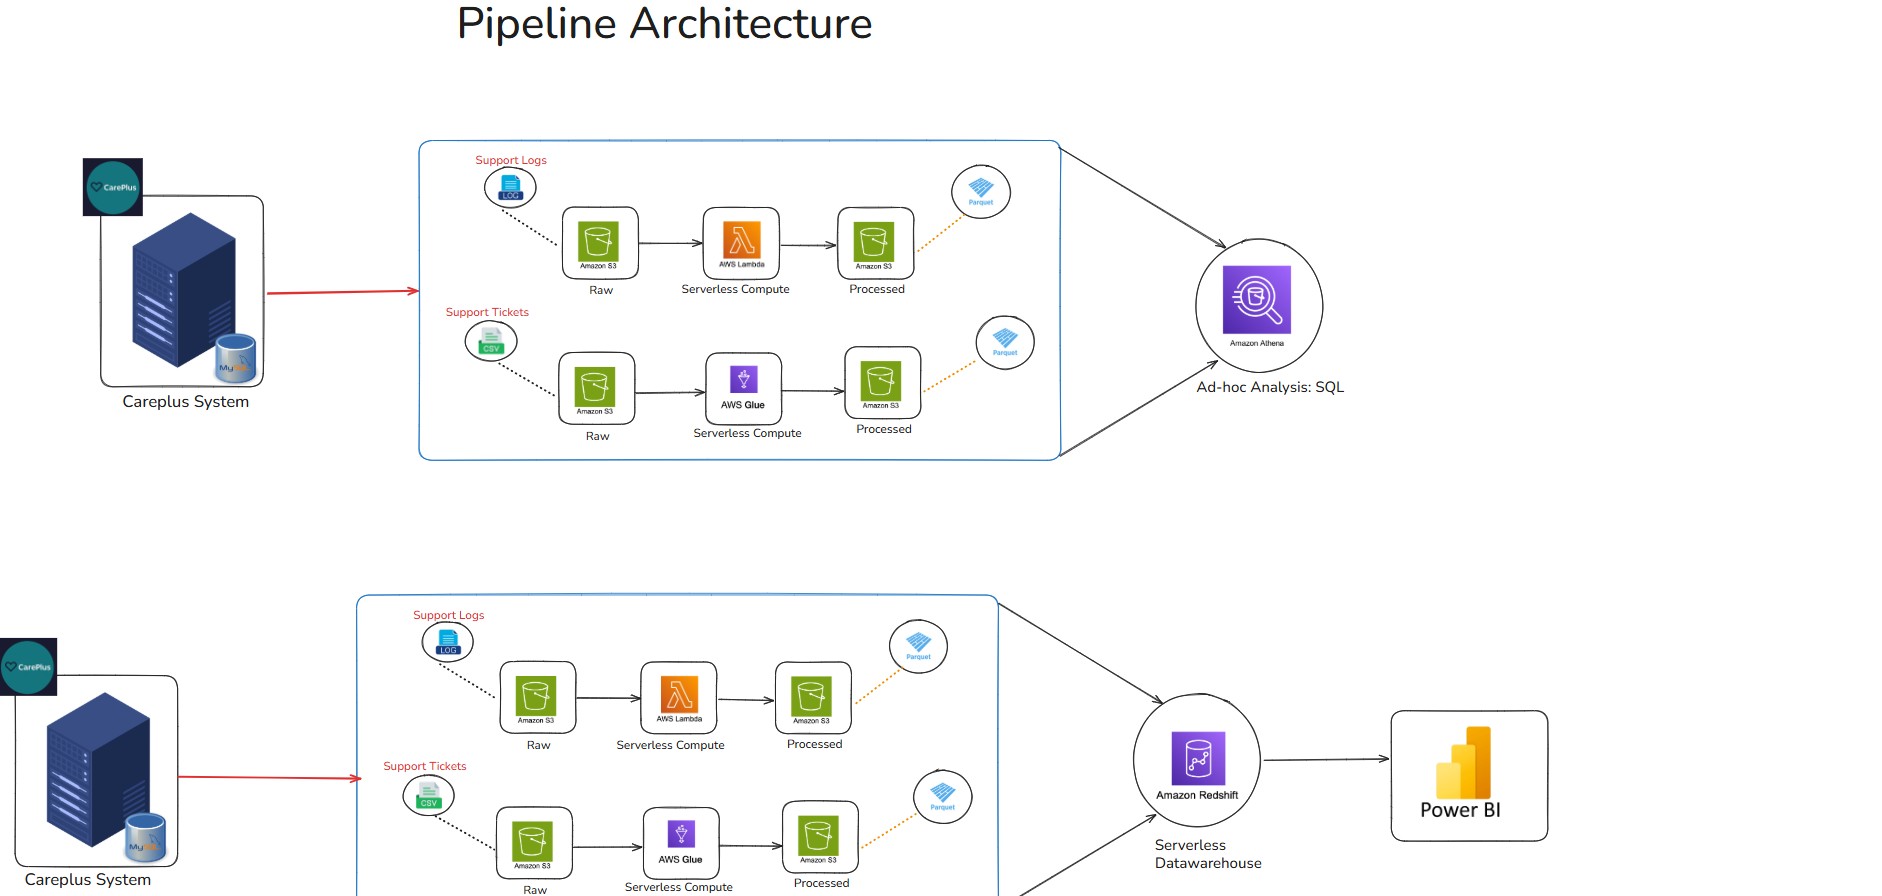 Pipeline Architecture
CarePlus
MySQL
Careplus System
Support Logs
LOG
Parquet
Amazon S3
AWS Lambda
Amazon S3
Raw
Serverless Compute
Processed
Support Tickets
CSV
Parquet
Amazon S3
AWS Glue
Amazon S3
Raw
Serverless Compute
Processed
Amazon Athena
Ad-hoc Analysis: SQL
CarePlus
MySQL
Careplus System
Support Logs
LOG
Parquet
Amazon S3
AWS Lambda
Amazon S3
Raw
Serverless Compute
Processed
Support Tickets
CSV
Parquet
Amazon S3
AWS Glue
Amazon S3
Raw
Serverless Compute
Processed
Amazon Redshift
Serverless
Datawarehouse
Power BI